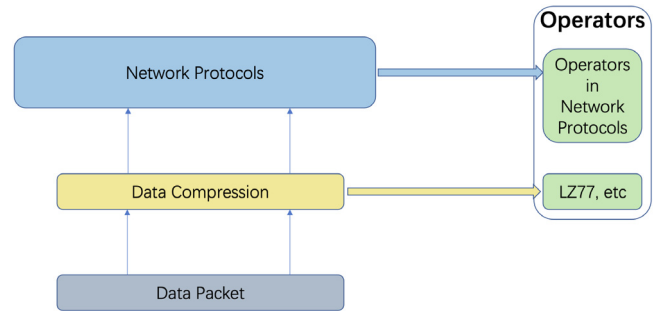 Operators
Network Protocols
Operators
in
Network
Protocols
Data Compression
LZ77, etc
Data Packet